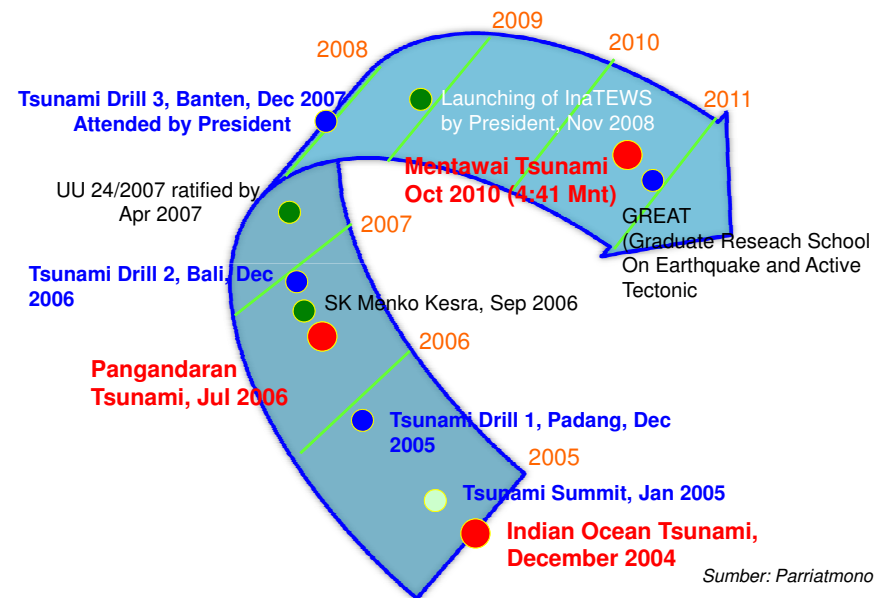 2009
2008
2010
2011
Tsunami Drill 3, Banten, Dec 2007
Attended by President
Launching of InaTEWS
by President, Nov 2008
Mentawai Tsunami
Oct 2010 (4:41 Mnt)
UU 24/2007 ratified by
Apr 2007
GREAT
(Graduate Reseach School
On Earthquake and Active
Tectonic
2007
Tsunami Drill 2, Bali, Dec
2006
SK Menko Kesra, Sep 2006
2006
Pangandaran
Tsunami, Jul 2006
Tsunami Drill 1, Padang, Dec
2005
2005
Tsunami Summit, Jan 2005
Indian Ocean Tsunami,
December 2004
Sumber: Parriatmono